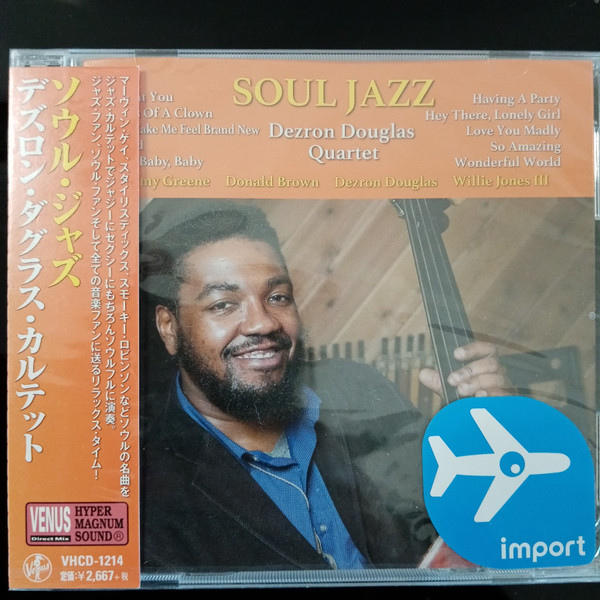 ソウル・ジャズ
デズロン・ダグラス・カルテット
マーヴィン・ゲイ、スタイリスティックス、スモーキー・ロビンソンなどソウルの名曲を
ジャズ・カルテットでジャジーにセクシーにもちろんソウルフルに演奏。
ジャズ・ファン、ソウル・ファンそして全ての音楽ファンに送るリラックス・タイム!
VENUS
Direct Mix
HYPER
MAGNUM
SOUND®
Venus
VHCD-1214
定価:¥2,667+税
SOUL JAZZ
Dezron Douglas
Quartet
You
Of A Clown
Make Me Feel Brand New
Baby, Baby
Having A Party
Hey There, Lonely Girl
Love You Madly
So Amazing
Wonderful World
Greene Donald Brown Dezron Douglas Willie Jones III
import